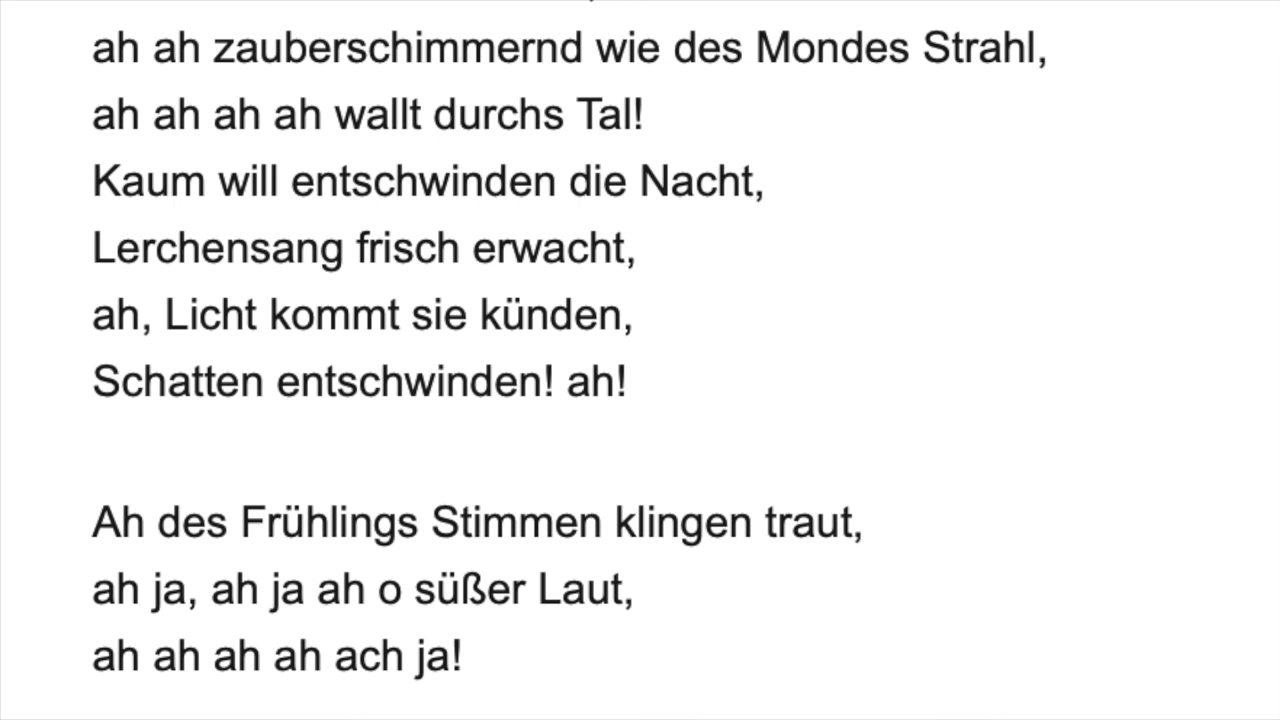 ah ah zauberschimmernd wie des Mondes Strahl,
ah ah ah ah wallt durchs Tal!
Kaum will entschwinden die Nacht,
Lerchensang frisch erwacht,
ah, Licht kommt sie künden,
Schatten entschwinden! ah!
Ah des Frühlings Stimmen klingen traut,
ah ja, ah ja ah o süßer Laut,
ah ah ah ah ach ja!